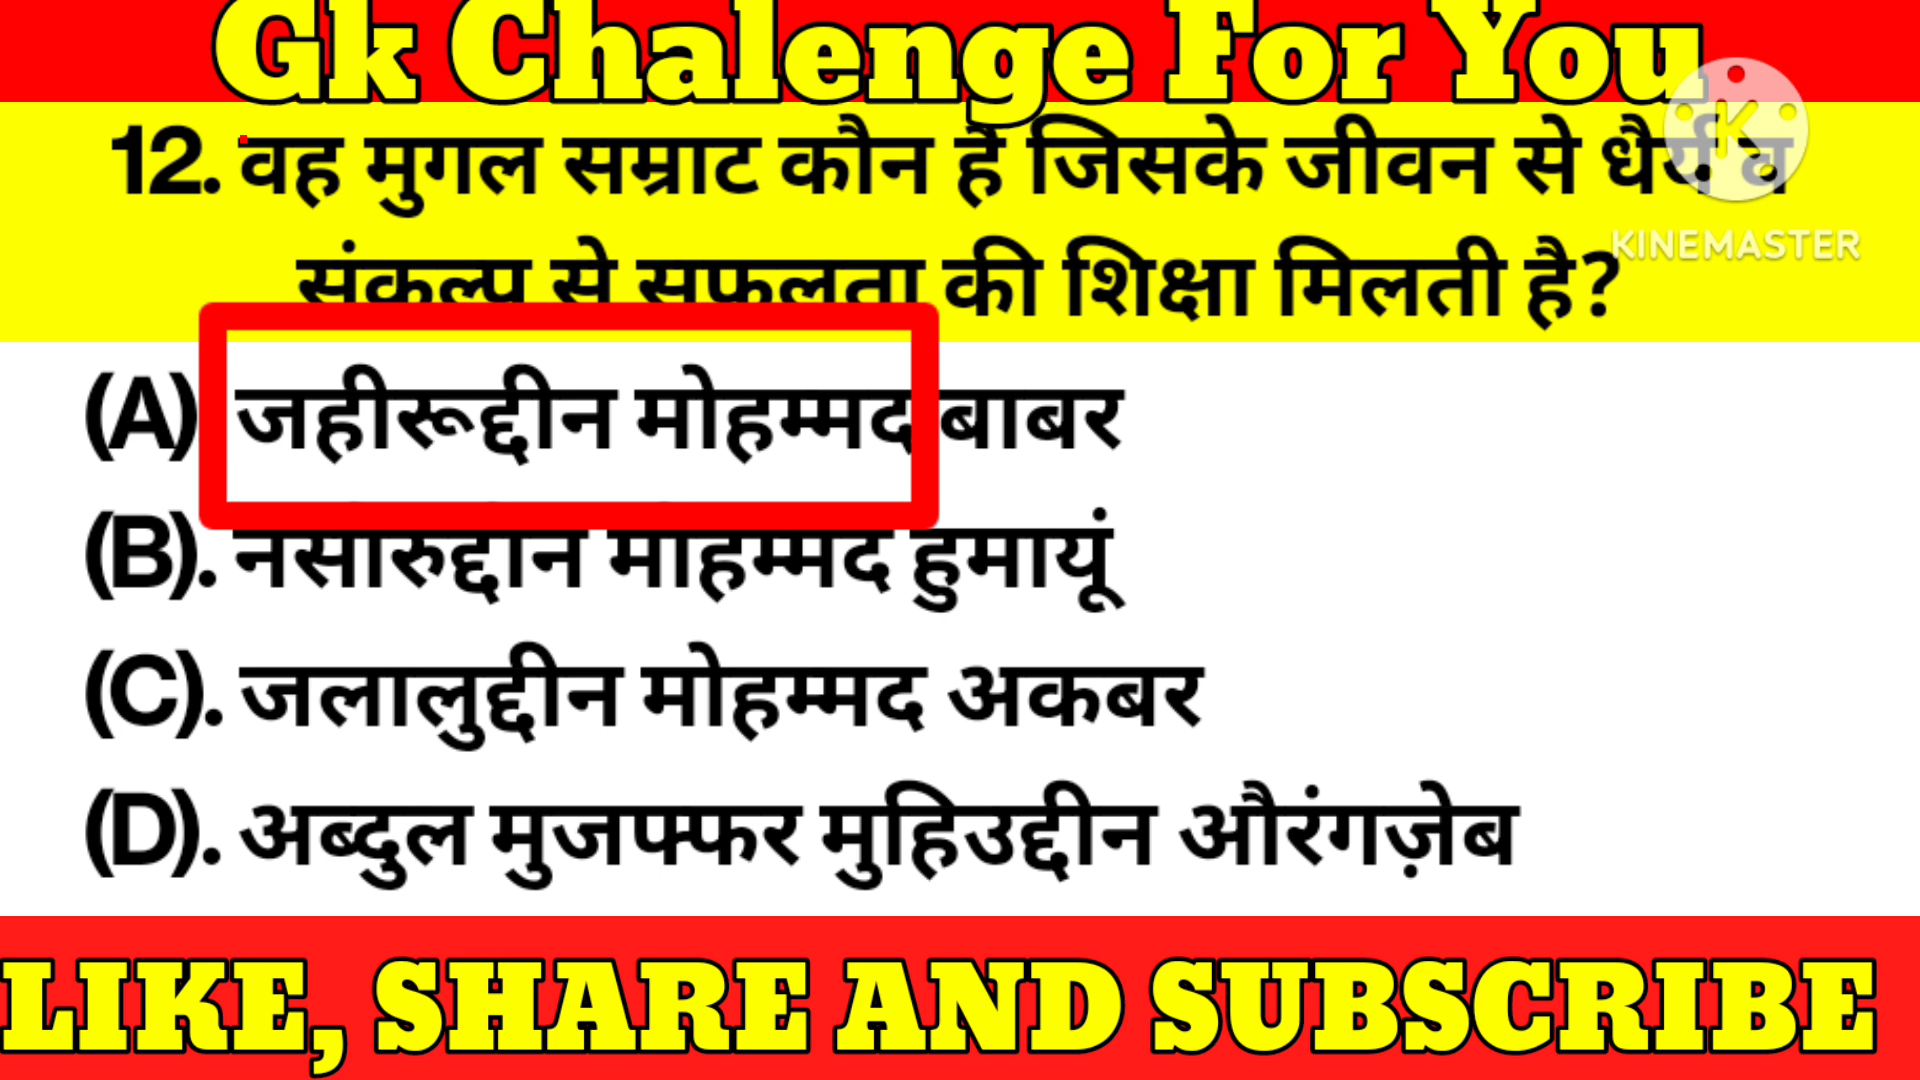 Gk Chalenge For You
12. वह मुगल सम्राट कौन है जिसके जीवन से धैर्य व
संकल्प से सफलता की शिक्षा मिलती है?
KINEMASTER
(A) जहीरूद्दीन मोहम्मद बाबर
(B). नसीरुद्दीन मोहम्मद हुमायूं
(C). जलालुद्दीन मोहम्मद अकबर
(D). अब्दुल मुजफ्फर मुहिउद्दीन औरंगज़ेब
LIKE, SHARE AND SUBSCRIBE